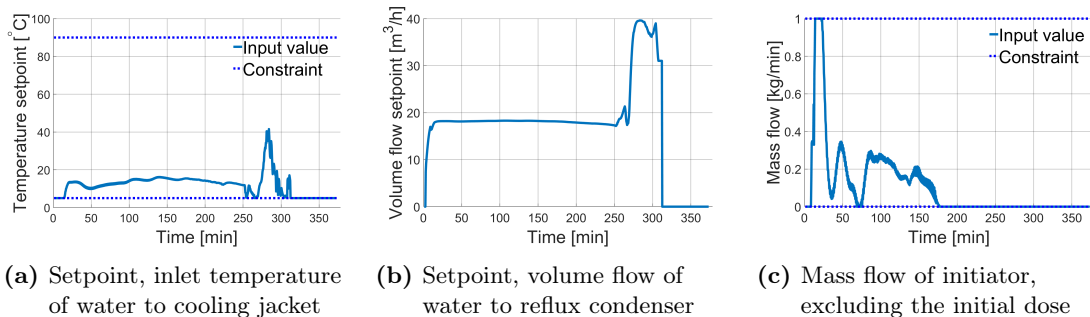 Temperature setpoint [°C]
100
80
60
40
20
0
Input value
Constraint
0 50 100 150 200 250 300 350
Time [min]
Volume flow setpoint [m³/h]
40
30
20
10
0
0 50 100 150 200 250 300 350
Time [min]
Mass flow [kg/min]
1
0.8
0.6
0.4
0.2
0
Input value
Constraint
0 50 100 150 200 250 300 350
Time [min]
(a) Setpoint, inlet temperature
of water to cooling jacket
(b) Setpoint, volume flow of
water to reflux condenser
(c) Mass flow of initiator,
excluding the initial dose